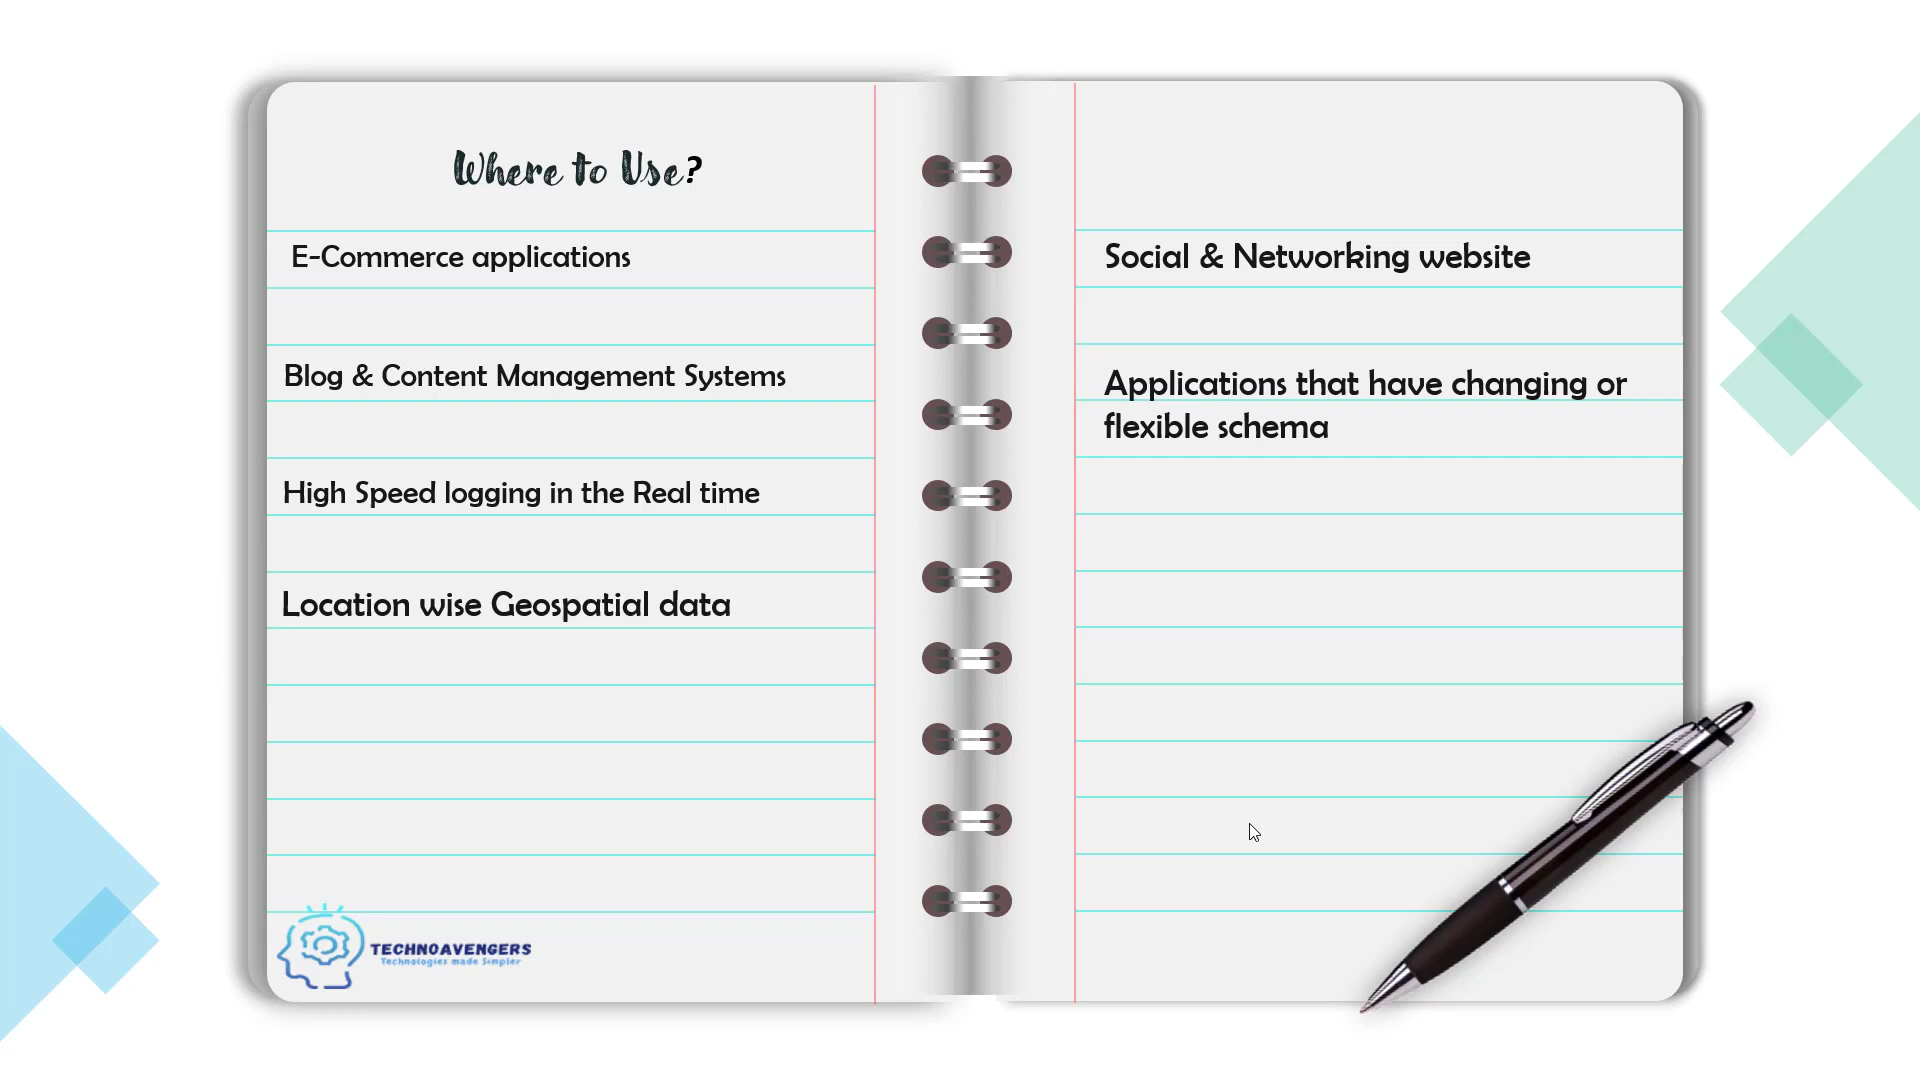 Where to Use?
E-Commerce applications
Blog & Content Management Systems
High Speed logging in the Real time
Location wise Geospatial data
TECHNOAVENGERS
Technologies made Simpler
Social & Networking website
Applications that have changing or
flexible schema